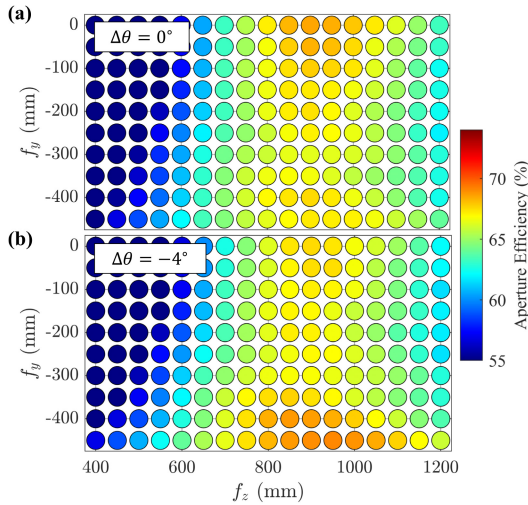 (a)
Δθ = 0°
0
-100
-200
-300
-400
f_y (mm)
(b)
Δθ = −4°
0
-100
-200
-300
-400
f_y (mm)
400 600 800 1000 1200
f_z (mm)
70
65
60
55
Aperture Efficiency (%)